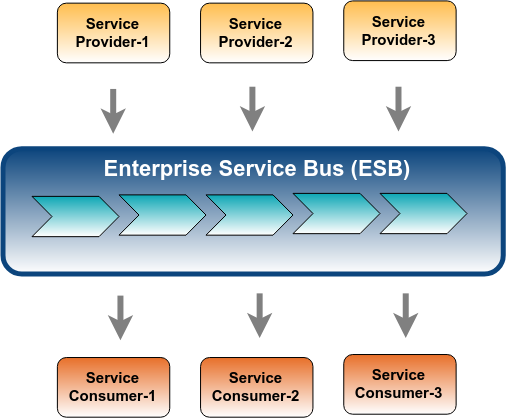 Service
Provider-1
Service
Provider-2
Service
Provider-3
Enterprise Service Bus (ESB)
Service
Consumer-1
Service
Consumer-2
Service
Consumer-3